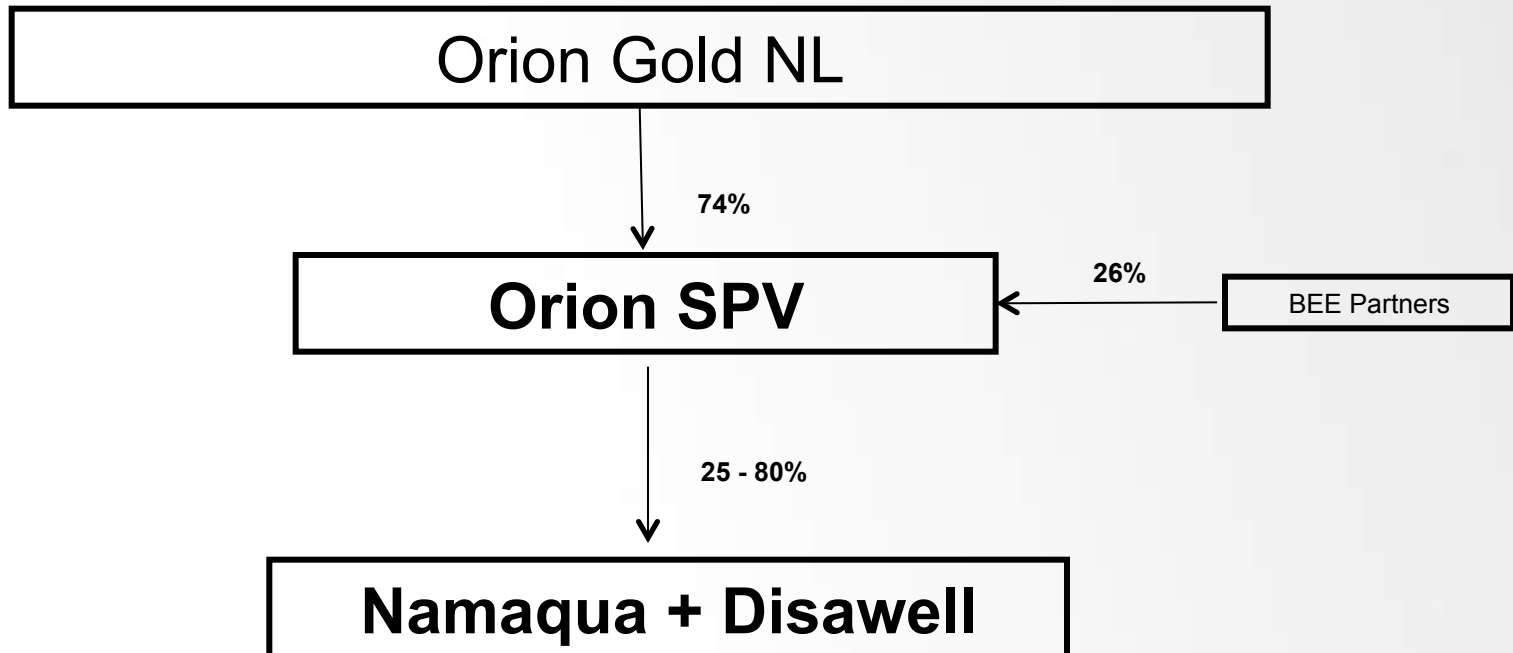 Orion Gold NL
74%
Orion SPV
26%
BEE Partners
25 - 80%
Namaqua + Disawell